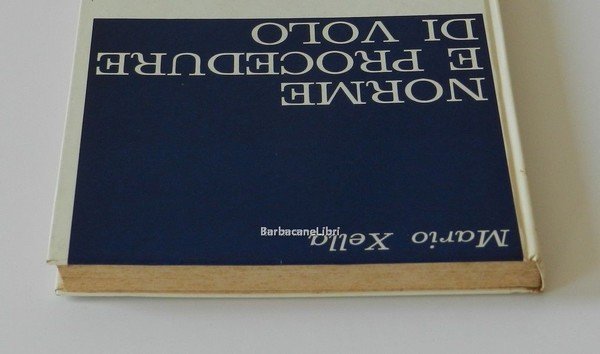 Mario Xella
NORME
E PROCEDURE
DI VOLO
BarbacaneLibri